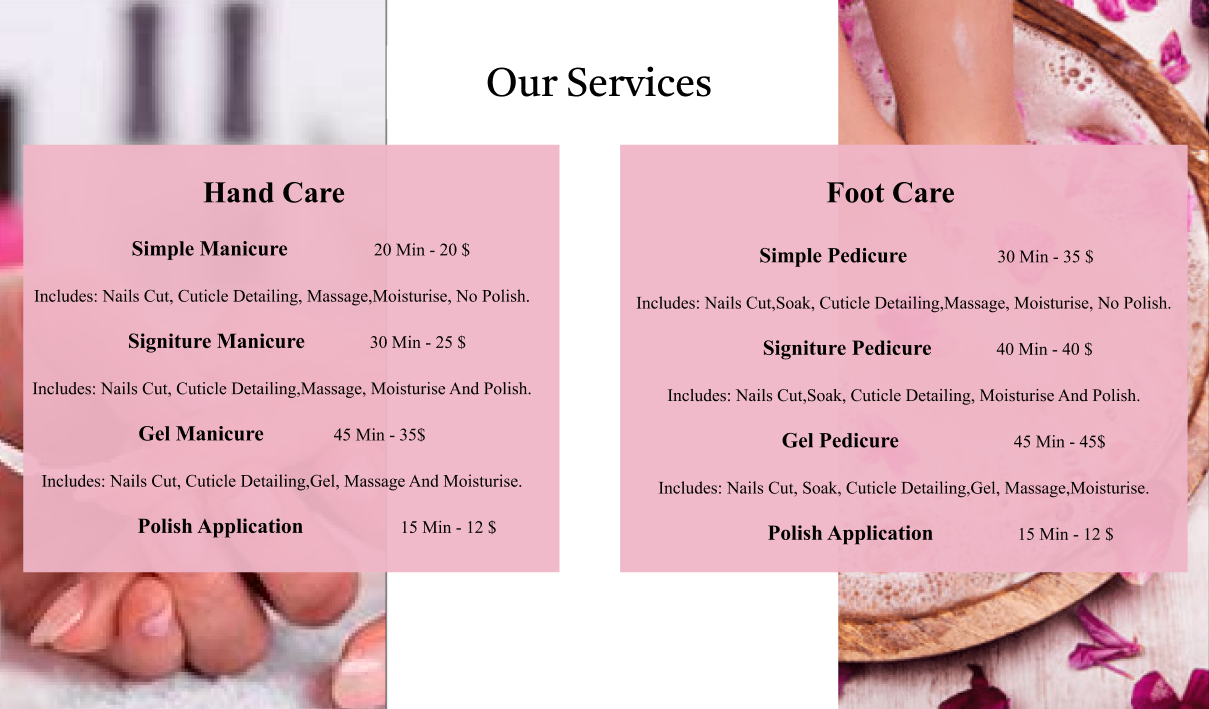 Our Services
Hand Care
Simple Manicure 20 Min - 20 $
Includes: Nails Cut, Cuticle Detailing, Massage,Moisturise, No Polish.
Signiture Manicure 30 Min - 25 $
Includes: Nails Cut, Cuticle Detailing,Massage, Moisturise And Polish.
Gel Manicure 45 Min - 35$
Includes: Nails Cut, Cuticle Detailing,Gel, Massage And Moisturise.
Polish Application 15 Min - 12 $
Foot Care
Simple Pedicure 30 Min - 35 $
Includes: Nails Cut,Soak, Cuticle Detailing,Massage, Moisturise, No Polish.
Signiture Pedicure 40 Min - 40 $
Includes: Nails Cut,Soak, Cuticle Detailing, Moisturise And Polish.
Gel Pedicure 45 Min - 45$
Includes: Nails Cut, Soak, Cuticle Detailing,Gel, Massage,Moisturise.
Polish Application 15 Min - 12 $